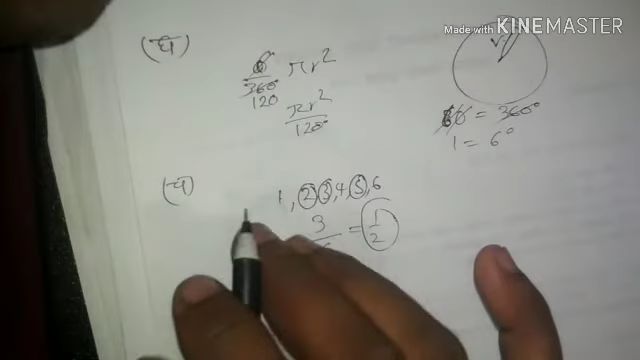 Made with KINEMASTER
(घ) 6/360° πr²
120
πr²/120°
60 = 360°
1 = 6°
(च) 1, 2, 3, 4, 5, 6
3/6 = 1/2